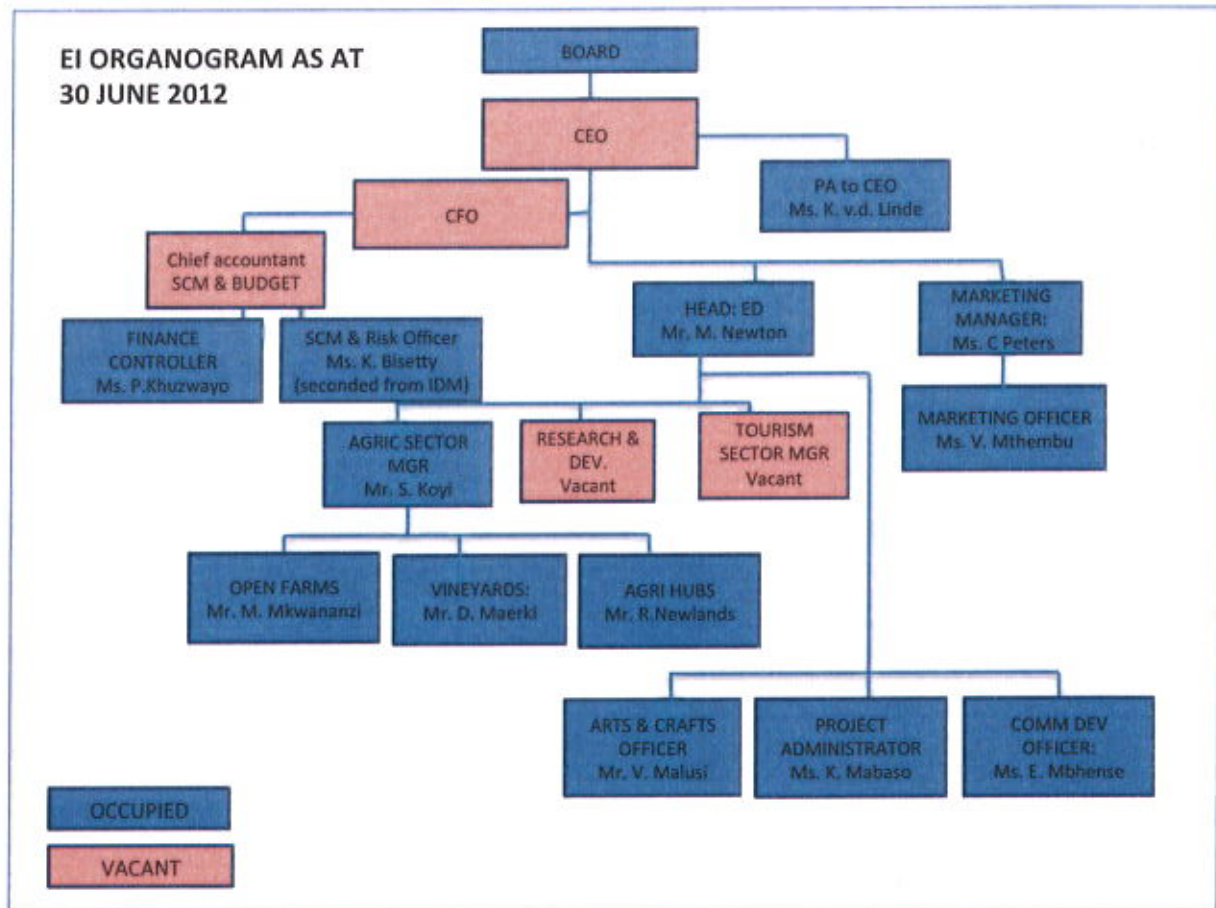 EI ORGANOGRAM AS AT
30 JUNE 2012
BOARD
CEO
PA to CEO
Ms. K. v.d. Linde
CFO
Chief accountant
SCM & BUDGET
FINANCE
CONTROLLER
Ms. P.Khuzwayo
SCM & Risk Officer
Ms. K. Bisetty
(seconded from IDM)
HEAD: ED
Mr. M. Newton
MARKETING
MANAGER:
Ms. C Peters
MARKETING OFFICER
Ms. V. Mthembu
AGRIC SECTOR
MGR
Mr. S. Koyi
RESEARCH &
DEV.
Vacant
TOURISM
SECTOR MGR
Vacant
OPEN FARMS
Mr. M. Mkwananzi
VINEYARDS:
Mr. D. Maerki
AGRI HUBS
Mr. R.Newlands
ARTS & CRAFTS
OFFICER
Mr. V. Malusi
PROJECT
ADMINISTRATOR
Ms. K. Mabaso
COMM DEV
OFFICER:
Ms. E. Mbhense
OCCUPIED
VACANT